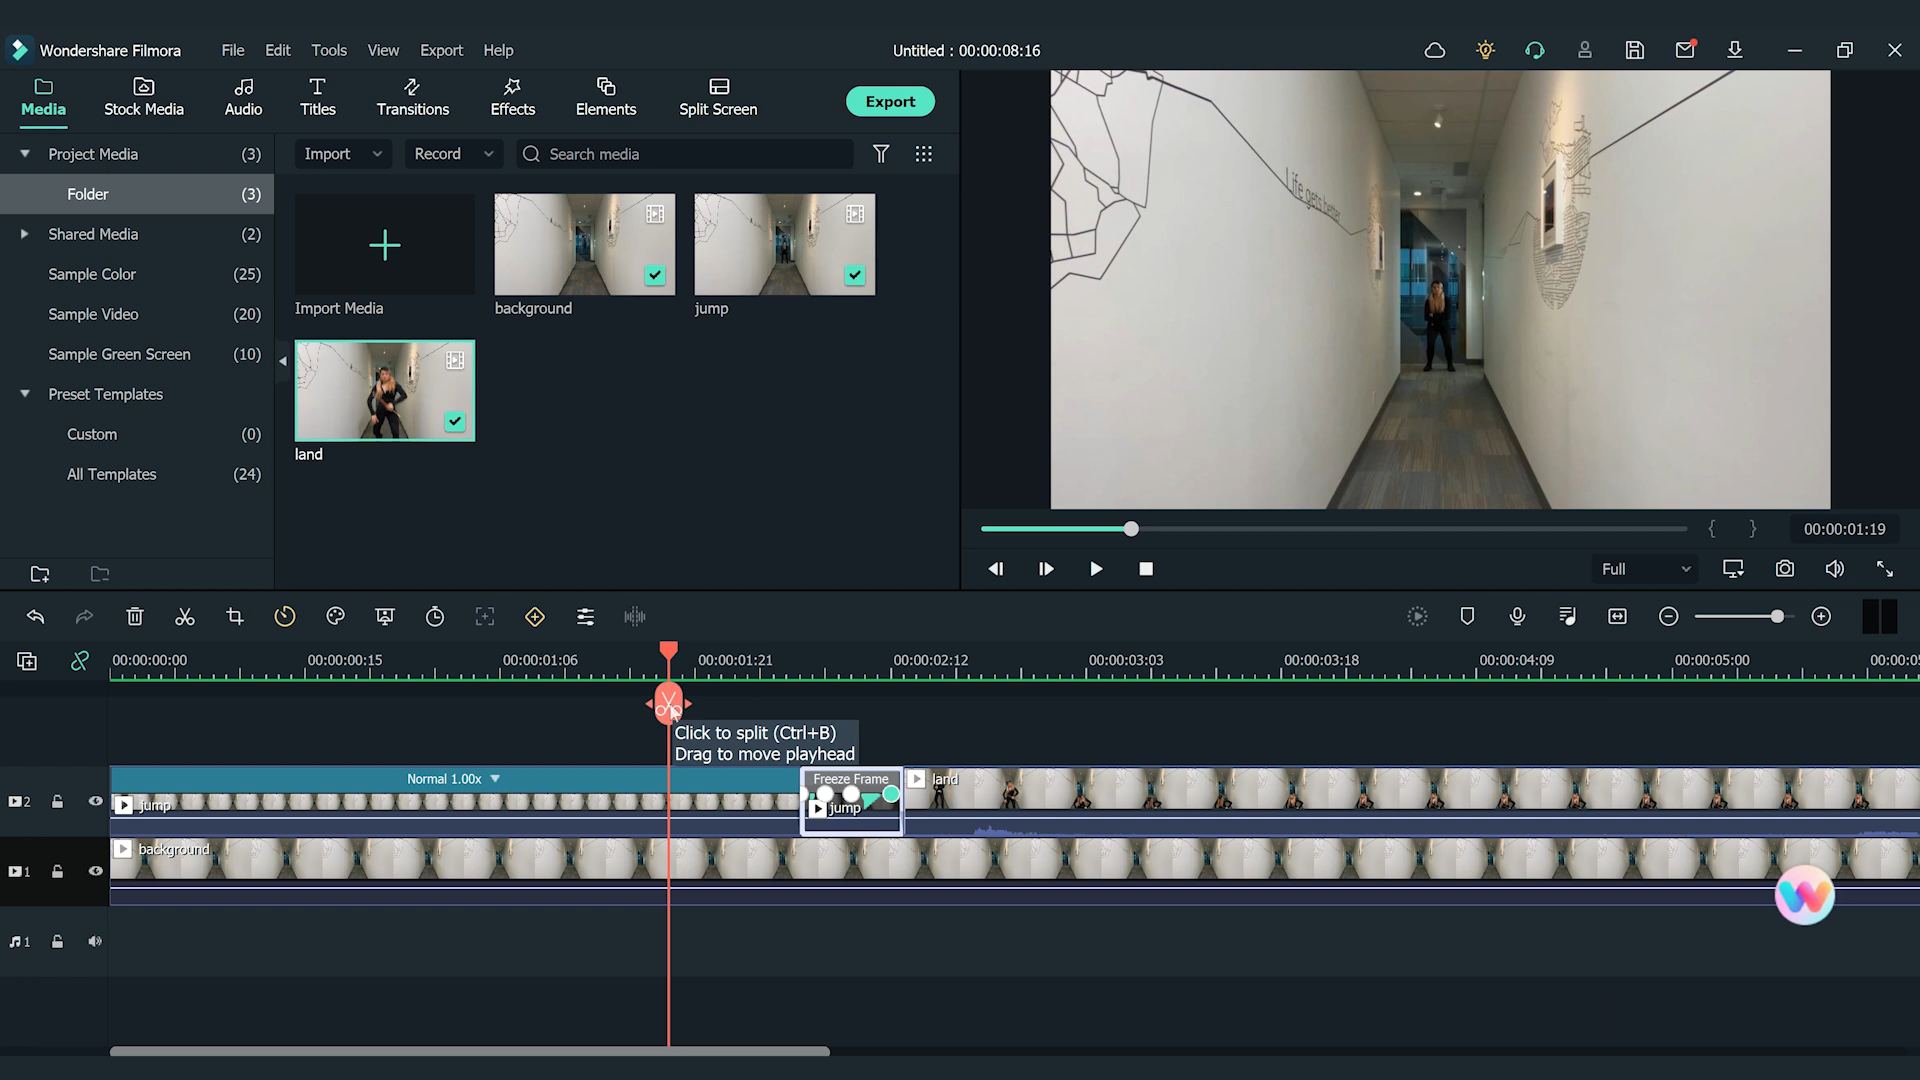 Wondershare Filmora
File
Edit
Tools
View
Export
Help
Untitled : 00:00:08:16
Media
Stock Media
Audio
Titles
Transitions
Effects
Elements
Split Screen
Export
Project Media (3)
Folder (3)
Shared Media (2)
Sample Color (25)
Sample Video (20)
Sample Green Screen (10)
Preset Templates
Custom (0)
All Templates (24)
Import
Record
Search media
Import Media
background
jump
land
Life gets better
00:00:01:19
Full
00:00:00:00
00:00:00:15
00:00:01:06
00:00:01:21
00:00:02:12
00:00:03:03
00:00:03:18
00:00:04:09
00:00:05:00
Click to split (Ctrl+B)
Drag to move playhead
Normal 1.00x
Freeze Frame
2
jump
jump
land
1
background
1